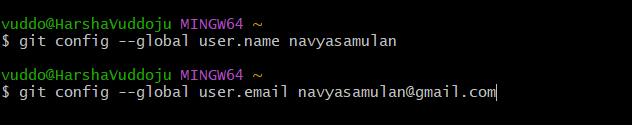 vuddo@HarshaVuddoju MINGW64 ~
$ git config --global user.name navyasamulan
vuddo@HarshaVuddoju MINGW64 ~
$ git config --global user.email navyasamulan@gmail.com